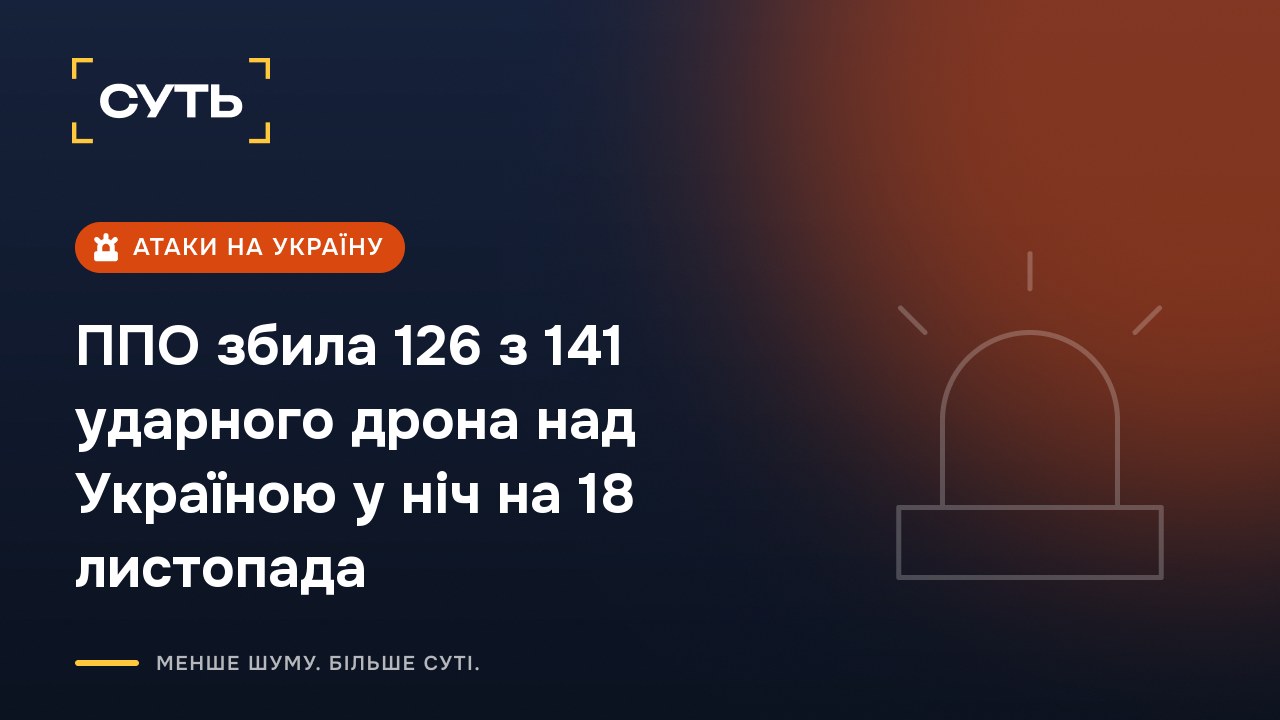 СУТЬ
АТАКИ НА УКРАЇНУ
ППО збила 126 з 141
ударного дрона над
Україною у ніч на 18
листопада
МЕНШЕ ШУМУ. БІЛЬШЕ СУТІ.